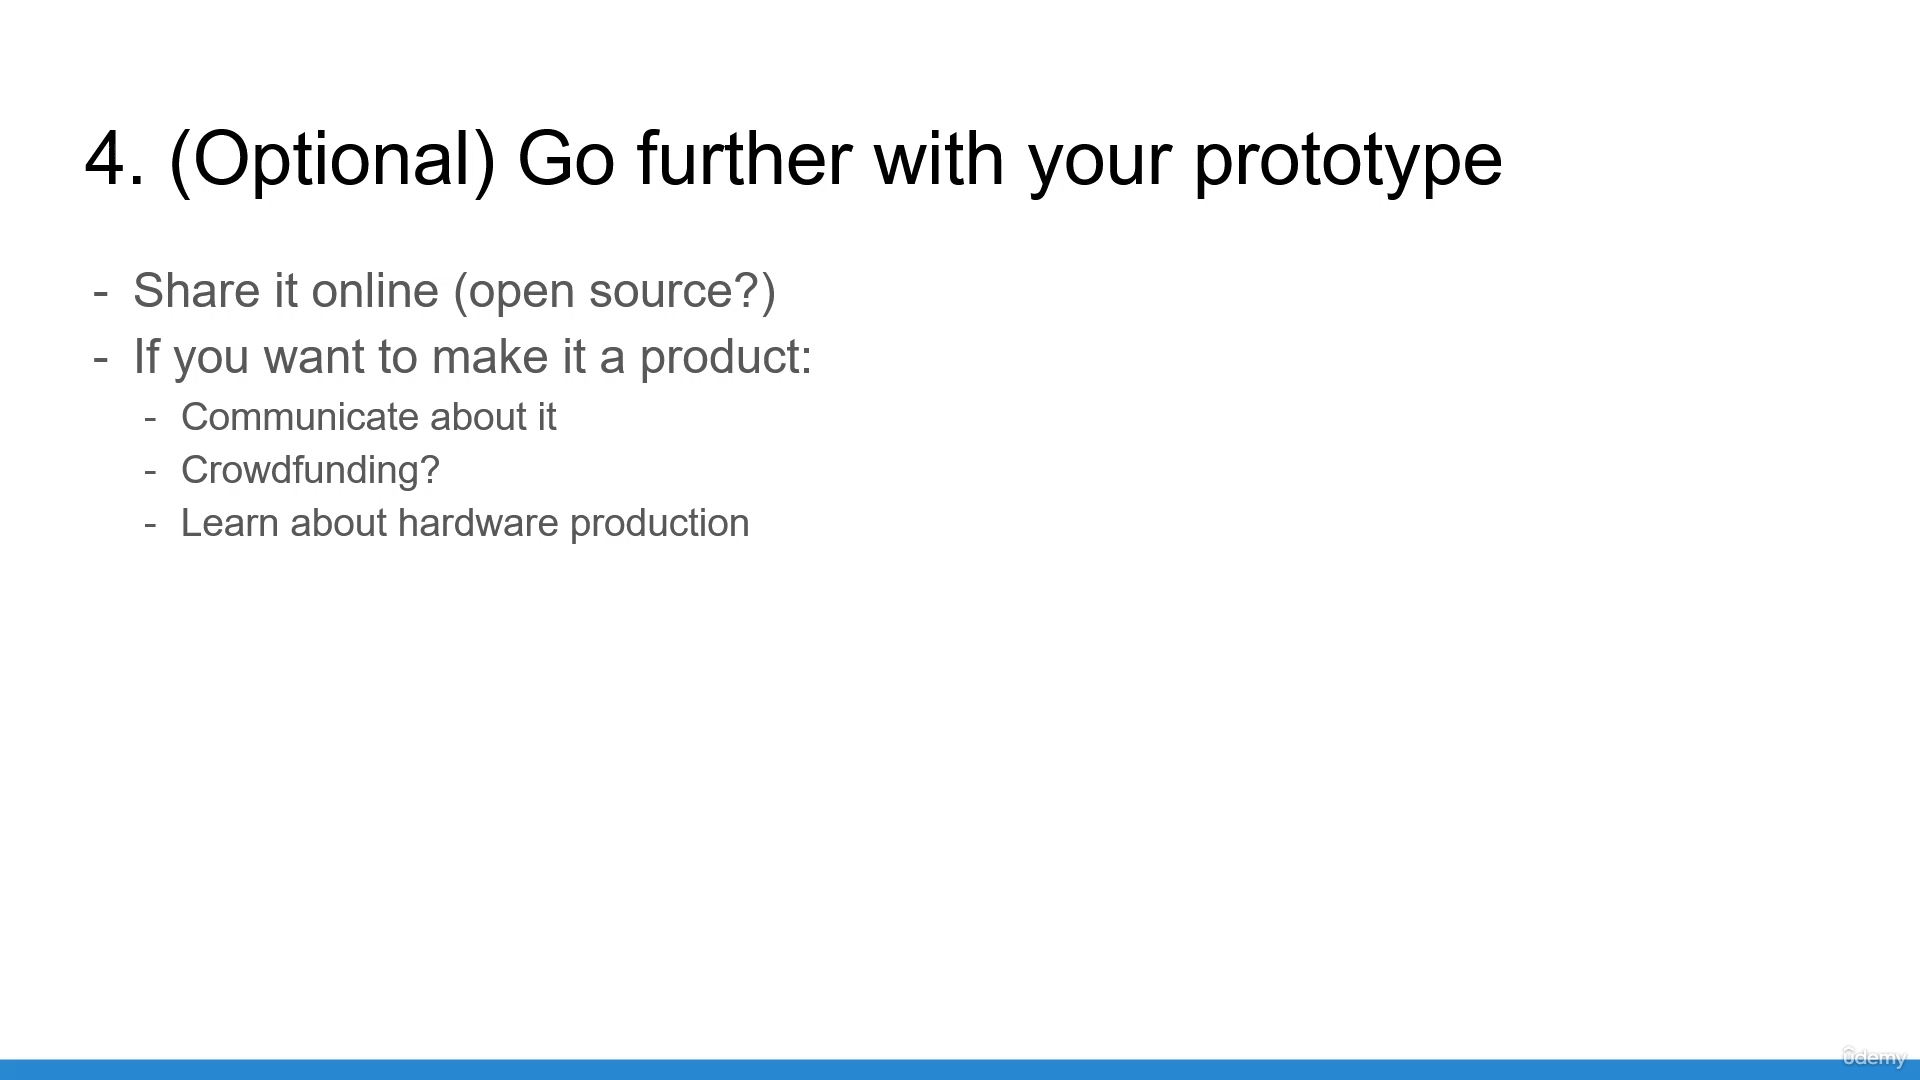 4. (Optional) Go further with your prototype
- Share it online (open source?)
- If you want to make it a product:
- Communicate about it
- Crowdfunding?
- Learn about hardware production
ûdemy